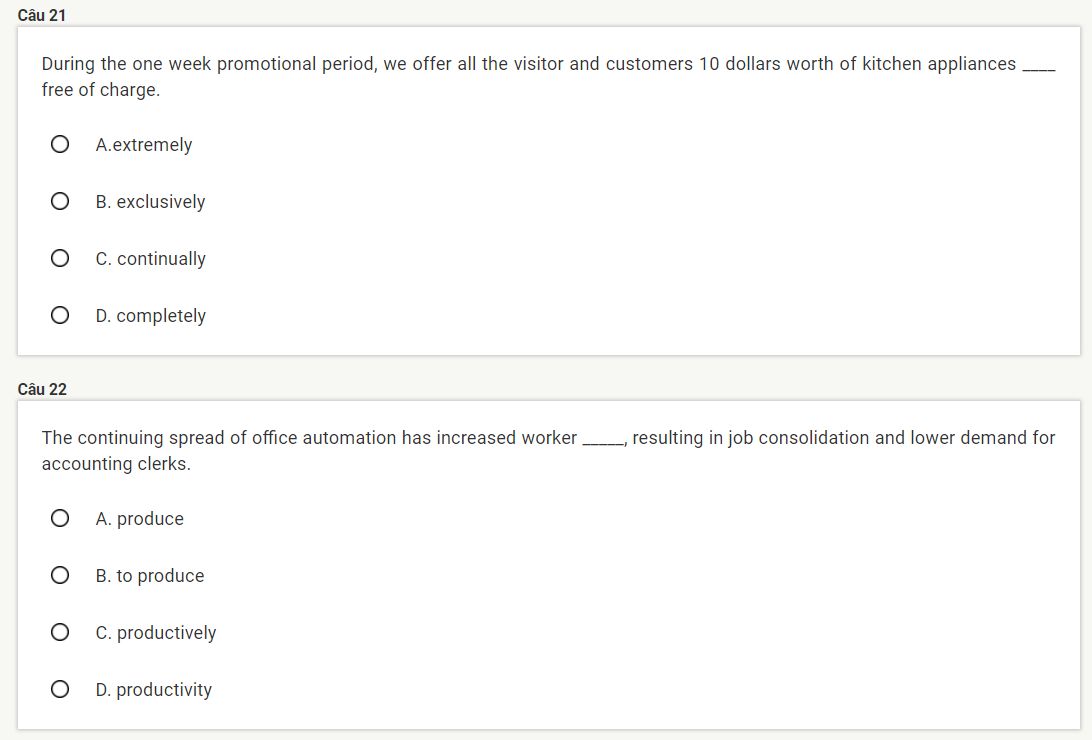 Câu 21
During the one week promotional period, we offer all the visitor and customers 10 dollars worth of kitchen appliances ____
free of charge.
A.extremely
B. exclusively
C. continually
D. completely
Câu 22
The continuing spread of office automation has increased worker _____, resulting in job consolidation and lower demand for
accounting clerks.
A. produce
B. to produce
C. productively
D. productivity